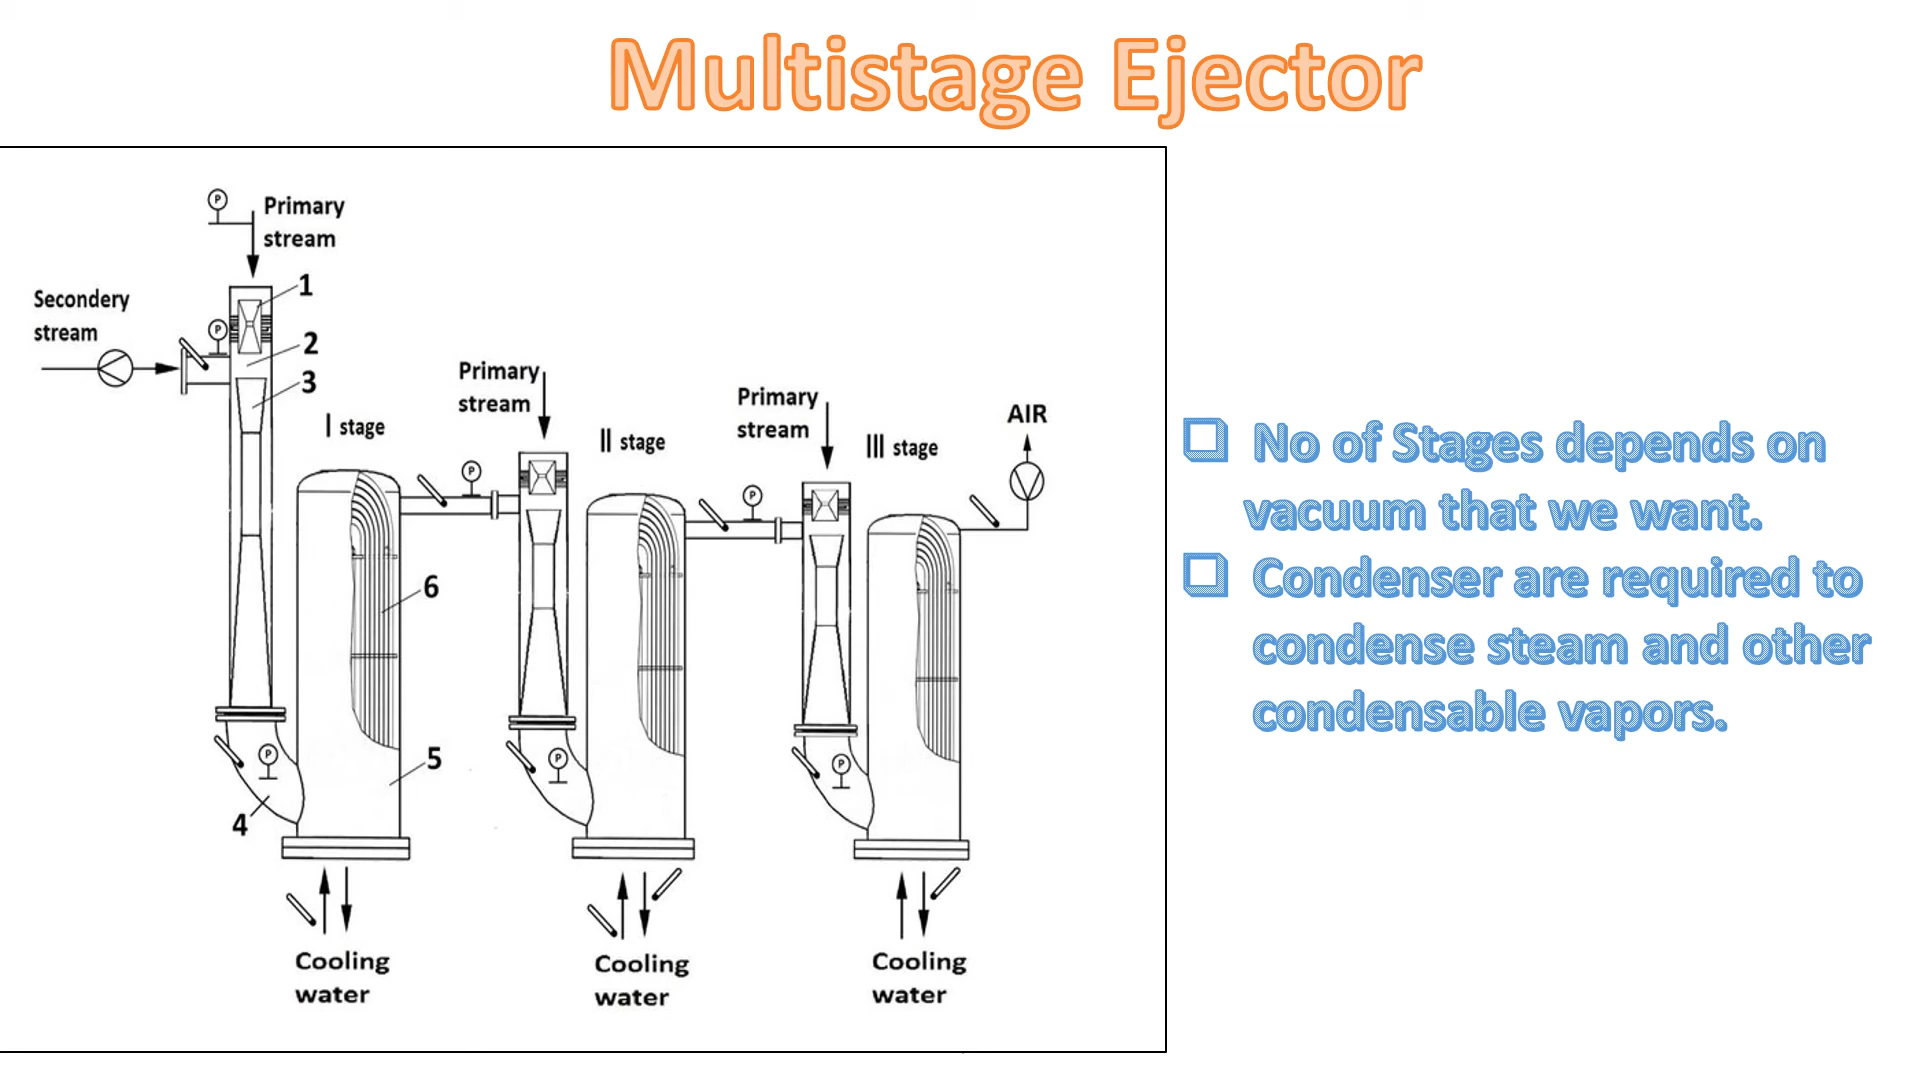 Multistage Ejector
P
Primary
stream
1
Secondery
stream
P
2
3
Primary
stream
I stage
Primary
stream
AIR
II stage
III stage
P
P
6
5
P
P
P
4
Cooling
water
Cooling
water
Cooling
water
No of Stages depends on
vacuum that we want.
Condenser are required to
condense steam and other
condensable vapors.